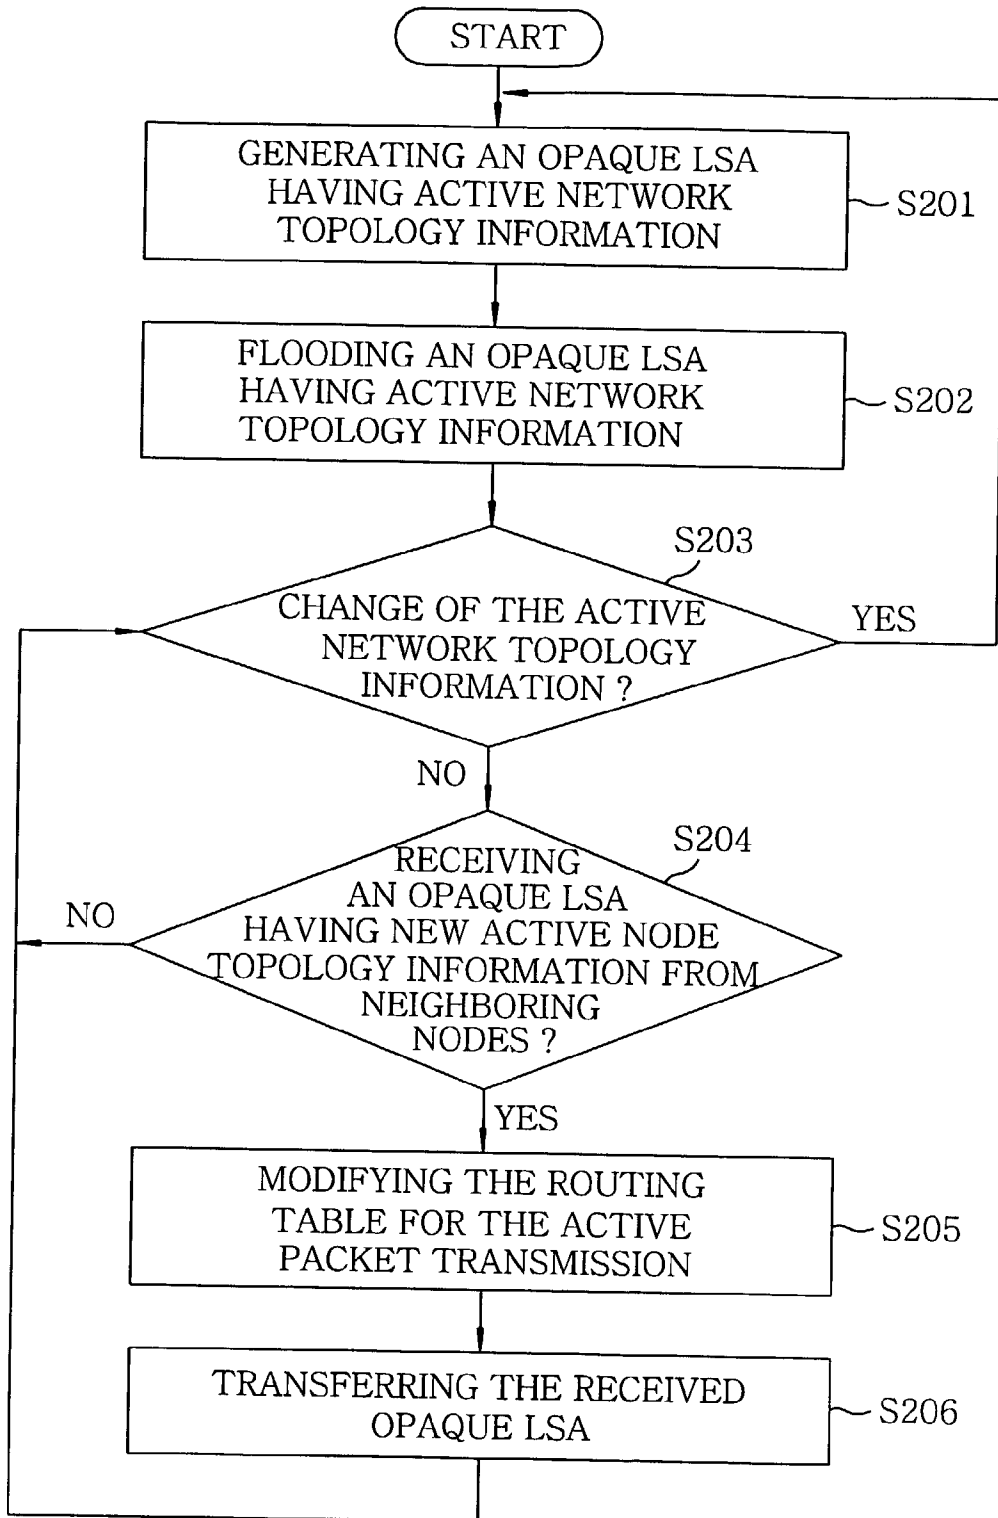 START
GENERATING AN OPAQUE LSA
HAVING ACTIVE NETWORK
TOPOLOGY INFORMATION
S201
FLOODING AN OPAQUE LSA
HAVING ACTIVE NETWORK
TOPOLOGY INFORMATION
S202
S203
CHANGE OF THE ACTIVE
NETWORK TOPOLOGY
INFORMATION ?
YES
NO
S204
RECEIVING
AN OPAQUE LSA
HAVING NEW ACTIVE NODE
TOPOLOGY INFORMATION FROM
NEIGHBORING
NODES ?
NO
YES
MODIFYING THE ROUTING
TABLE FOR THE ACTIVE
PACKET TRANSMISSION
S205
TRANSFERRING THE RECEIVED
OPAQUE LSA
S206